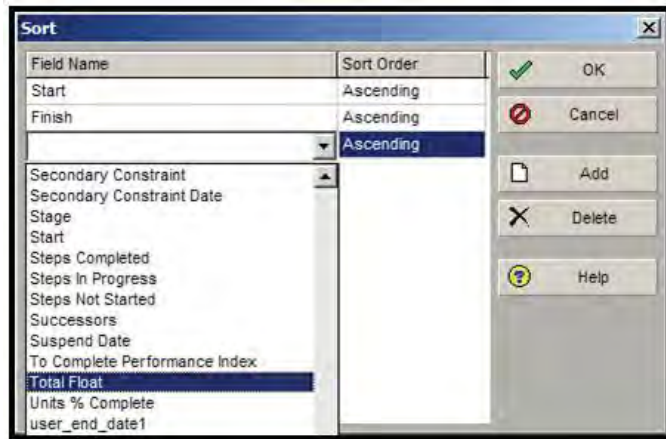 Sort
Field Name Sort Order
Start Ascending
Finish Ascending
Ascending
Secondary Constraint
Secondary Constraint Date
Stage
Start
Steps Completed
Steps In Progress
Steps Not Started
Successors
Suspend Date
To Complete Performance Index
Total Float
Units % Complete
user_end_date1
OK
Cancel
Add
Delete
Help